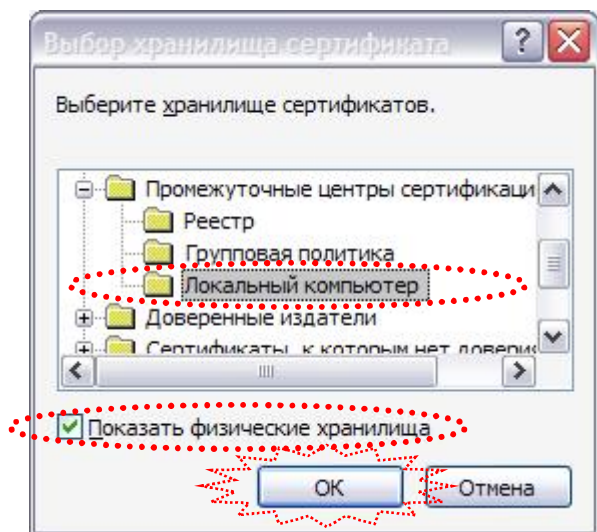 Выбор хранилища сертификата
Выберите хранилище сертификатов.
Промежуточные центры сертификаци
Реестр
Групповая политика
Локальный компьютер
Доверенные издатели
Сертификаты, к которым нет доверия
Показать физические хранилища
ОК
Отмена